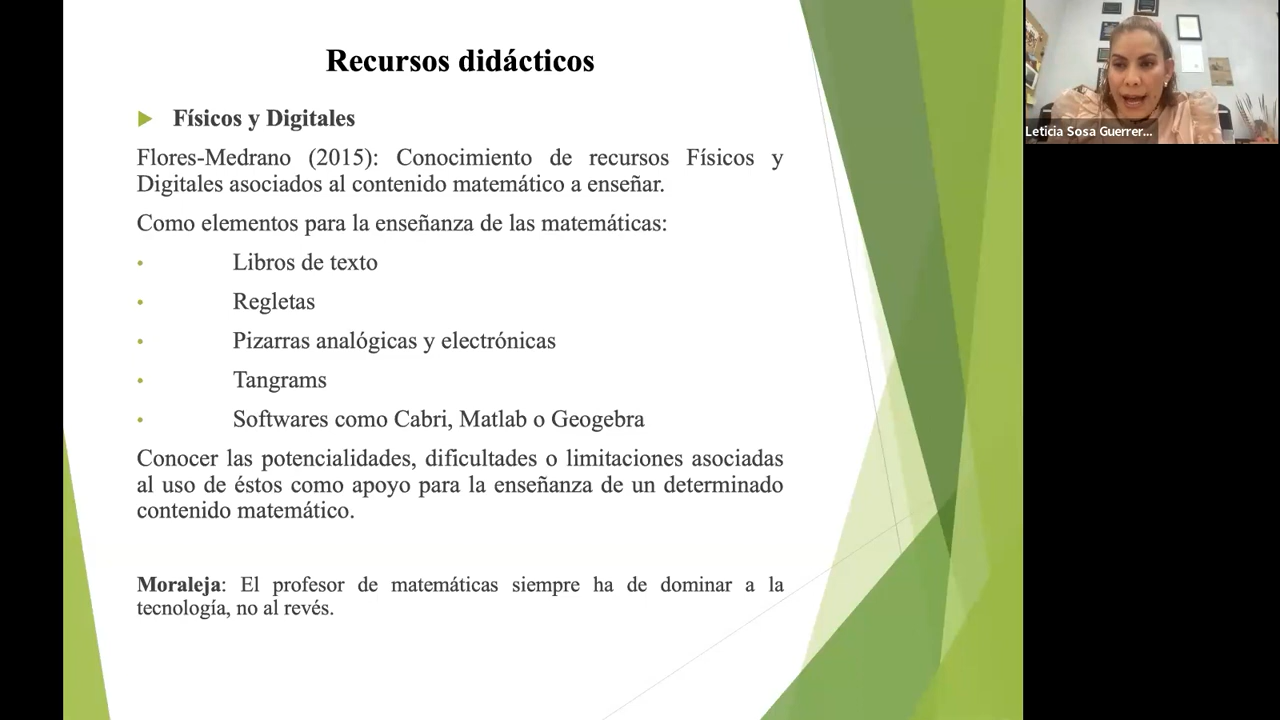 Recursos didácticos
Físicos y Digitales
Flores-Medrano (2015): Conocimiento de recursos Físicos y
Digitales asociados al contenido matemático a enseñar.
Como elementos para la enseñanza de las matemáticas:
• Libros de texto
• Regletas
• Pizarras analógicas y electrónicas
• Tangrams
• Softwares como Cabri, Matlab o Geogebra
Conocer las potencialidades, dificultades o limitaciones asociadas
al uso de éstos como apoyo para la enseñanza de un determinado
contenido matemático.
Moraleja: El profesor de matemáticas siempre ha de dominar a la
tecnología, no al revés.
Leticia Sosa Guerrer...